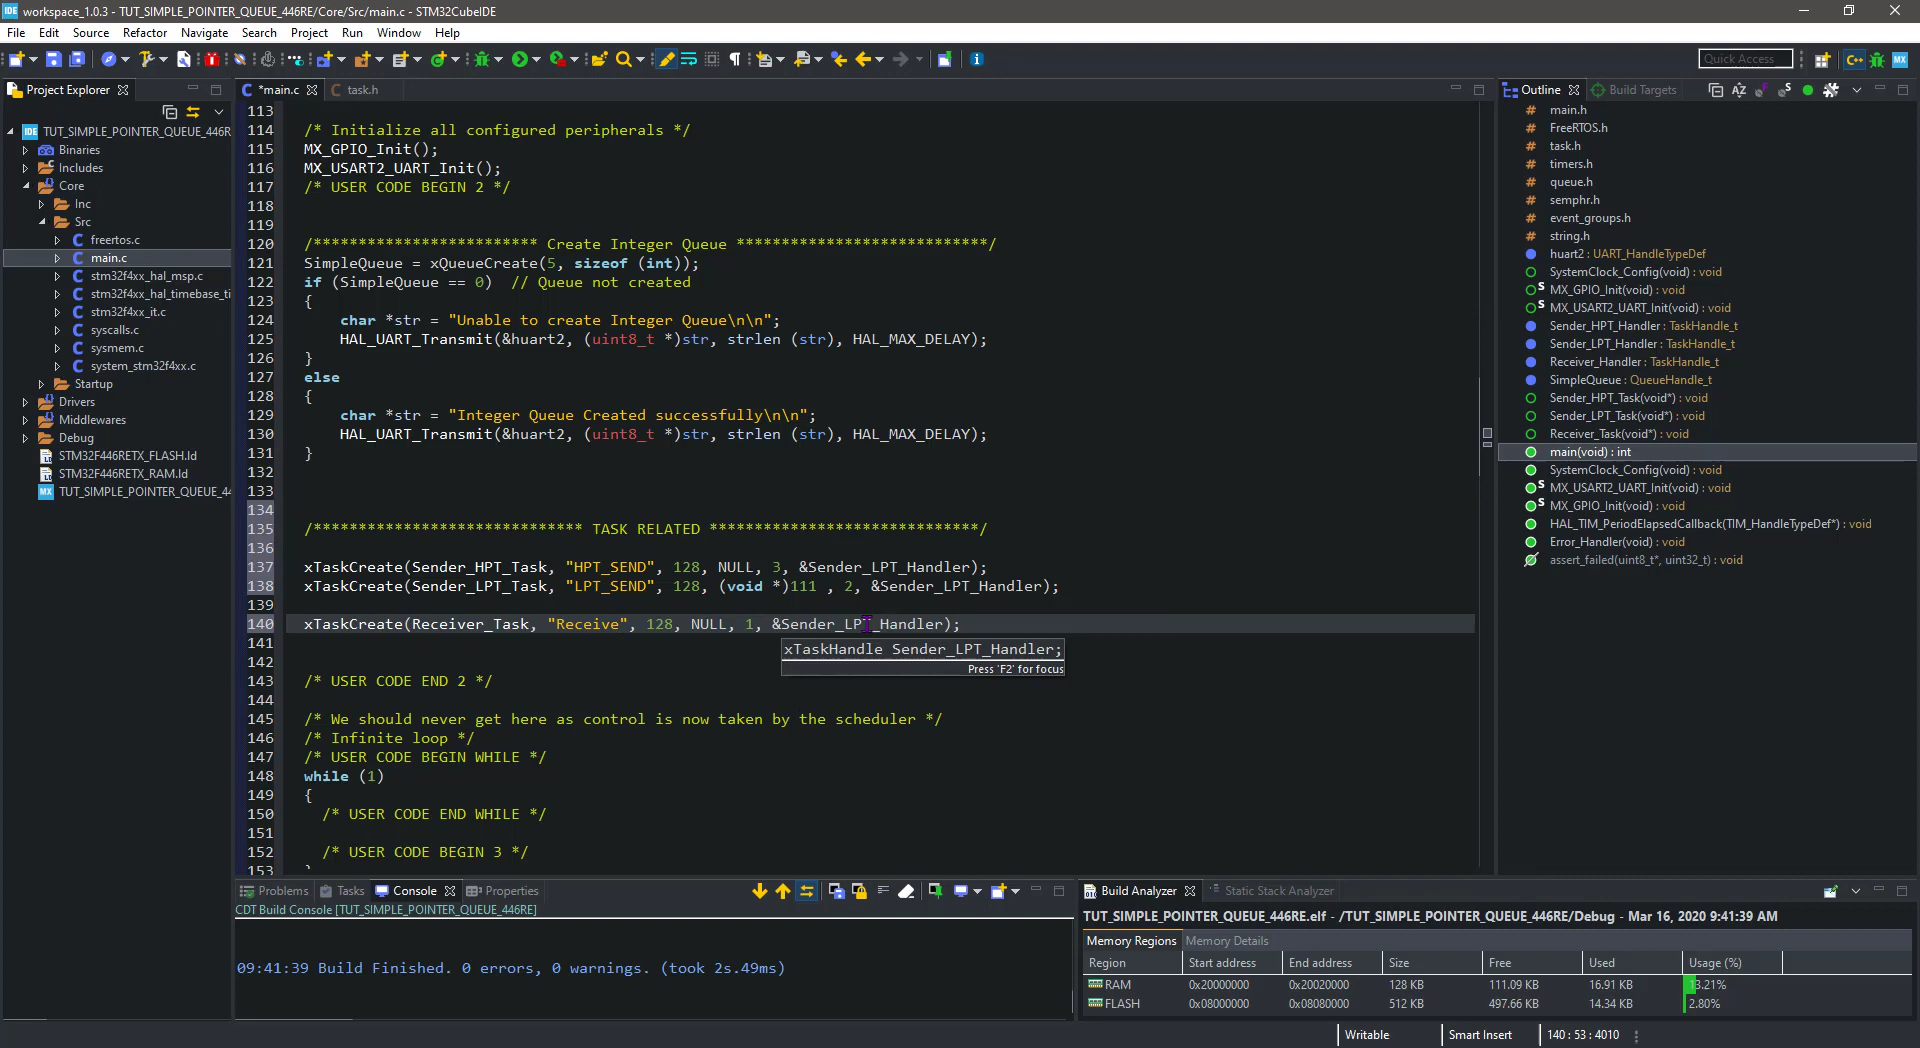 workspace_1.0.3 - TUT_SIMPLE_POINTER_QUEUE_446RE/Core/Src/main.c - STM32CubeIDE
File Edit Source Refactor Navigate Search Project Run Window Help
Quick Access
Project Explorer
TUT_SIMPLE_POINTER_QUEUE_446R
Binaries
Includes
Core
Inc
Src
freertos.c
main.c
stm32f4xx_hal_msp.c
stm32f4xx_hal_timebase_ti
stm32f4xx_it.c
syscalls.c
sysmem.c
system_stm32f4xx.c
Startup
Drivers
Middlewares
Debug
STM32F446RETX_FLASH.ld
STM32F446RETX_RAM.ld
TUT_SIMPLE_POINTER_QUEUE_44
*main.c task.h
113
114 /* Initialize all configured peripherals */
115 MX_GPIO_Init();
116 MX_USART2_UART_Init();
117 /* USER CODE BEGIN 2 */
118
119
120 /************************* Create Integer Queue ****************************/
121 SimpleQueue = xQueueCreate(5, sizeof (int));
122 if (SimpleQueue == 0) // Queue not created
123 {
124 char *str = "Unable to create Integer Queue\n\n";
125 HAL_UART_Transmit(&huart2, (uint8_t *)str, strlen (str), HAL_MAX_DELAY);
126 }
127 else
128 {
129 char *str = "Integer Queue Created successfully\n\n";
130 HAL_UART_Transmit(&huart2, (uint8_t *)str, strlen (str), HAL_MAX_DELAY);
131 }
132
133
134
135 /****************************** TASK RELATED ******************************/
136
137 xTaskCreate(Sender_HPT_Task, "HPT_SEND", 128, NULL, 3, &Sender_LPT_Handler);
138 xTaskCreate(Sender_LPT_Task, "LPT_SEND", 128, (void *)111 , 2, &Sender_LPT_Handler);
139
140 xTaskCreate(Receiver_Task, "Receive", 128, NULL, 1, &Sender_LPT_Handler);
141
xTaskHandle Sender_LPT_Handler;
Press 'F2' for focus
142
143 /* USER CODE END 2 */
144
145 /* We should never get here as control is now taken by the scheduler */
146 /* Infinite loop */
147 /* USER CODE BEGIN WHILE */
148 while (1)
149 {
150 /* USER CODE END WHILE */
151
152 /* USER CODE BEGIN 3 */
153
Outline Build Targets
main.h
FreeRTOS.h
task.h
timers.h
queue.h
semphr.h
event_groups.h
string.h
huart2 : UART_HandleTypeDef
SystemClock_Config(void) : void
MX_GPIO_Init(void) : void
MX_USART2_UART_Init(void) : void
Sender_HPT_Handler : TaskHandle_t
Sender_LPT_Handler : TaskHandle_t
Receiver_Handler : TaskHandle_t
SimpleQueue : QueueHandle_t
Sender_HPT_Task(void*) : void
Sender_LPT_Task(void*) : void
Receiver_Task(void*) : void
main(void) : int
SystemClock_Config(void) : void
MX_USART2_UART_Init(void) : void
MX_GPIO_Init(void) : void
HAL_TIM_PeriodElapsedCallback(TIM_HandleTypeDef*) : void
Error_Handler(void) : void
assert_failed(uint8_t*, uint32_t) : void
Problems Tasks Console Properties
CDT Build Console [TUT_SIMPLE_POINTER_QUEUE_446RE]
09:41:39 Build Finished. 0 errors, 0 warnings. (took 2s.49ms)
Build Analyzer Static Stack Analyzer
TUT_SIMPLE_POINTER_QUEUE_446RE.elf - /TUT_SIMPLE_POINTER_QUEUE_446RE/Debug - Mar 16, 2020 9:41:39 AM
Memory Regions Memory Details
Region Start address End address Size Free Used Usage (%)
RAM 0x20000000 0x20020000 128 KB 111.09 KB 16.91 KB 13.21%
FLASH 0x08000000 0x08080000 512 KB 497.66 KB 14.34 KB 2.80%
Writable Smart Insert 140 : 53 : 4010